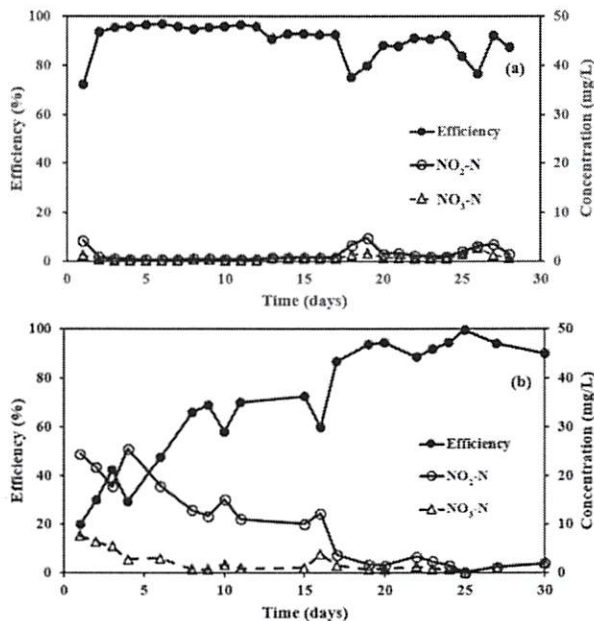 100
80
60
40
20
0
Efficiency (%)
50
40
30
20
10
0
Concentration (mg/L)
(a)
Efficiency
NO₂-N
NO₃-N
0 5 10 15 20 25 30
Time (days)
100
80
60
40
20
0
Efficiency (%)
50
40
30
20
10
0
Concentration (mg/L)
(b)
Efficiency
NO₂-N
NO₃-N
0 5 10 15 20 25 30
Time (days)